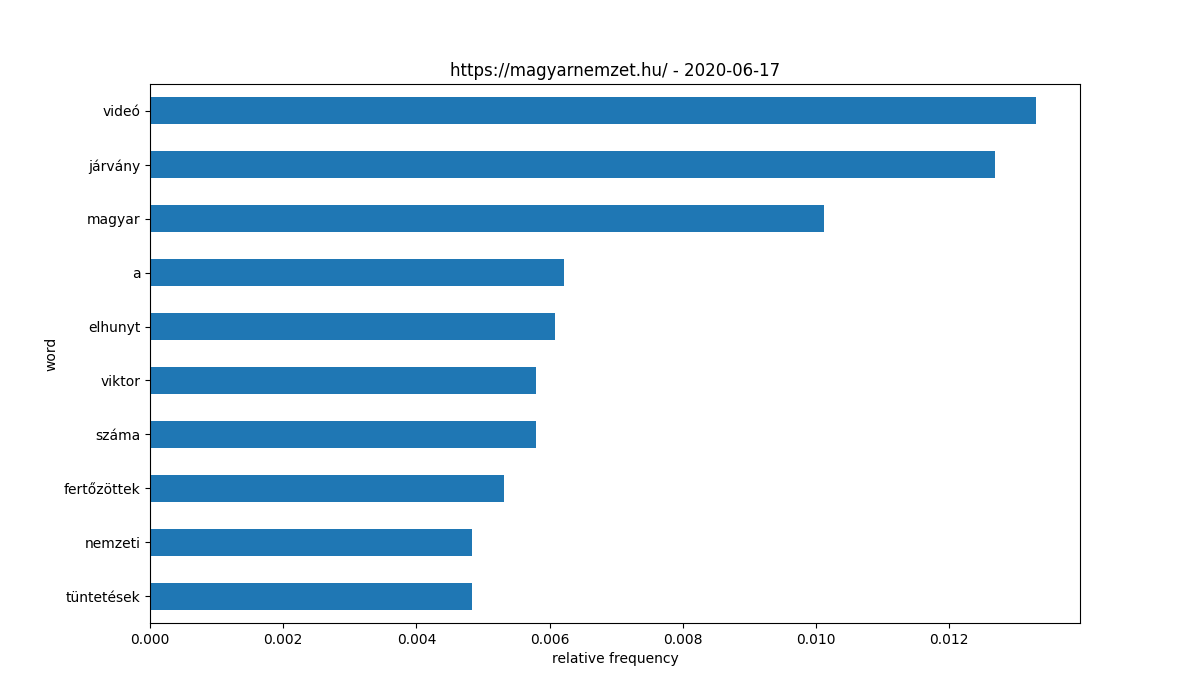 https://magyarnemzet.hu/ - 2020-06-17
videó
járvány
magyar
a
elhunyt
viktor
száma
fertőzöttek
nemzeti
tüntetések
word
0.000 0.002 0.004 0.006 0.008 0.010 0.012
relative frequency